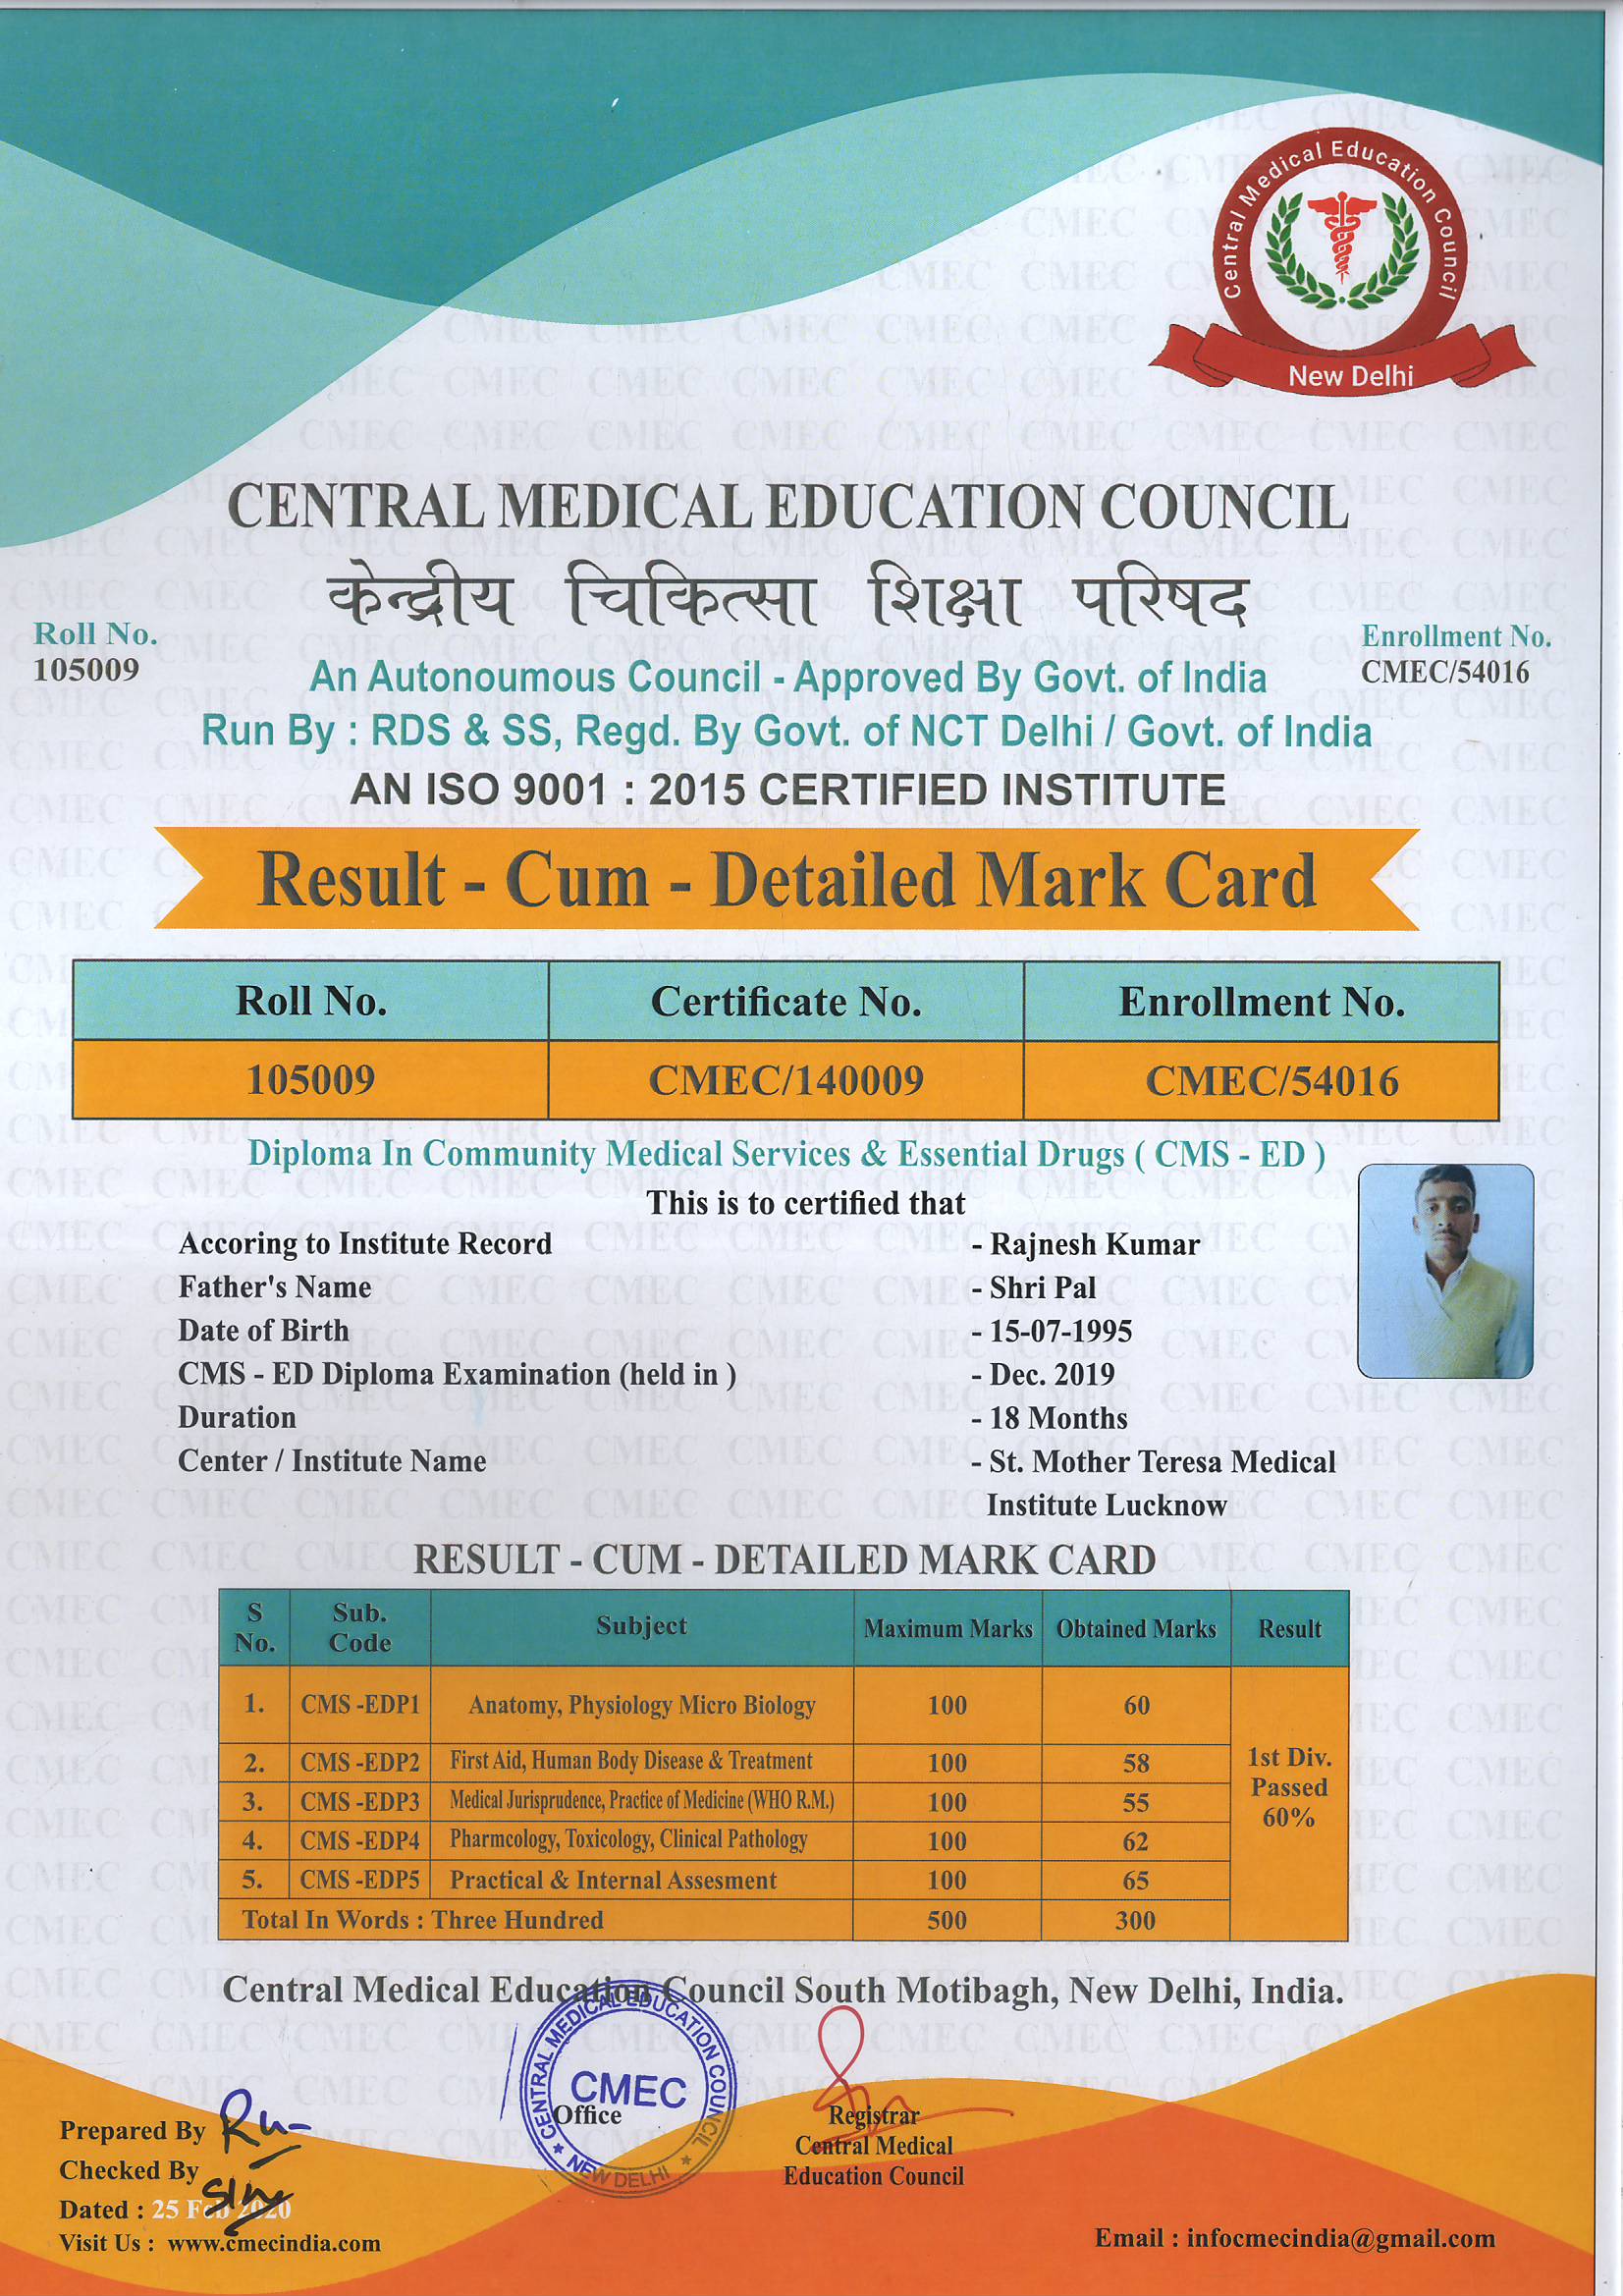 Central Medical Education Council
New Delhi
CENTRAL MEDICAL EDUCATION COUNCIL
केन्द्रीय चिकित्सा शिक्षा परिषद
Roll No.
105009
Enrollment No.
CMEC/54016
An Autonoumous Council - Approved By Govt. of India
Run By : RDS & SS, Regd. By Govt. of NCT Delhi / Govt. of India
AN ISO 9001 : 2015 CERTIFIED INSTITUTE
Result - Cum - Detailed Mark Card
Roll No. Certificate No. Enrollment No.
105009 CMEC/140009 CMEC/54016
Diploma In Community Medical Services & Essential Drugs ( CMS - ED )
This is to certified that
Accoring to Institute Record - Rajnesh Kumar
Father's Name - Shri Pal
Date of Birth - 15-07-1995
CMS - ED Diploma Examination (held in ) - Dec. 2019
Duration - 18 Months
Center / Institute Name - St. Mother Teresa Medical
Institute Lucknow
RESULT - CUM - DETAILED MARK CARD
S No. Sub. Code Subject Maximum Marks Obtained Marks Result
1. CMS -EDP1 Anatomy, Physiology Micro Biology 100 60
2. CMS -EDP2 First Aid, Human Body Disease & Treatment 100 58
3. CMS -EDP3 Medical Jurisprudence, Practice of Medicine (WHO R.M.) 100 55
4. CMS -EDP4 Pharmcology, Toxicology, Clinical Pathology 100 62
5. CMS -EDP5 Practical & Internal Assesment 100 65
1st Div.
Passed
60%
Total In Words : Three Hundred 500 300
Central Medical Education Council South Motibagh, New Delhi, India.
CENTRAL MEDICAL EDUCATION COUNCIL
CMEC
NEW DELHI
Office
Registrar
Central Medical
Education Council
Prepared By
Checked By
Dated : 25 Feb 2020
Visit Us : www.cmecindia.com
Email : infocmecindia@gmail.com